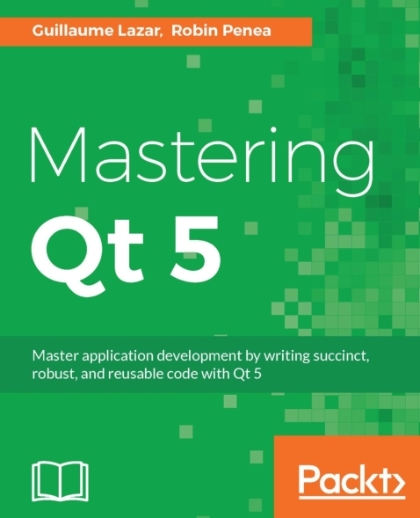 Guillaume Lazar, Robin Penea
Mastering
Qt 5
Master application development by writing succinct,
robust, and reusable code with Qt 5
Packt>